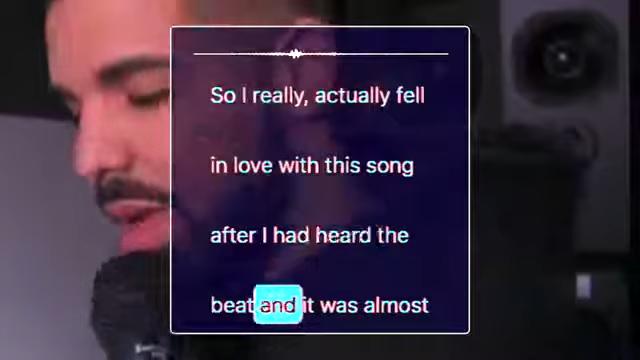 So I really, actually fell
in love with this song
after I had heard the
beat and it was almost